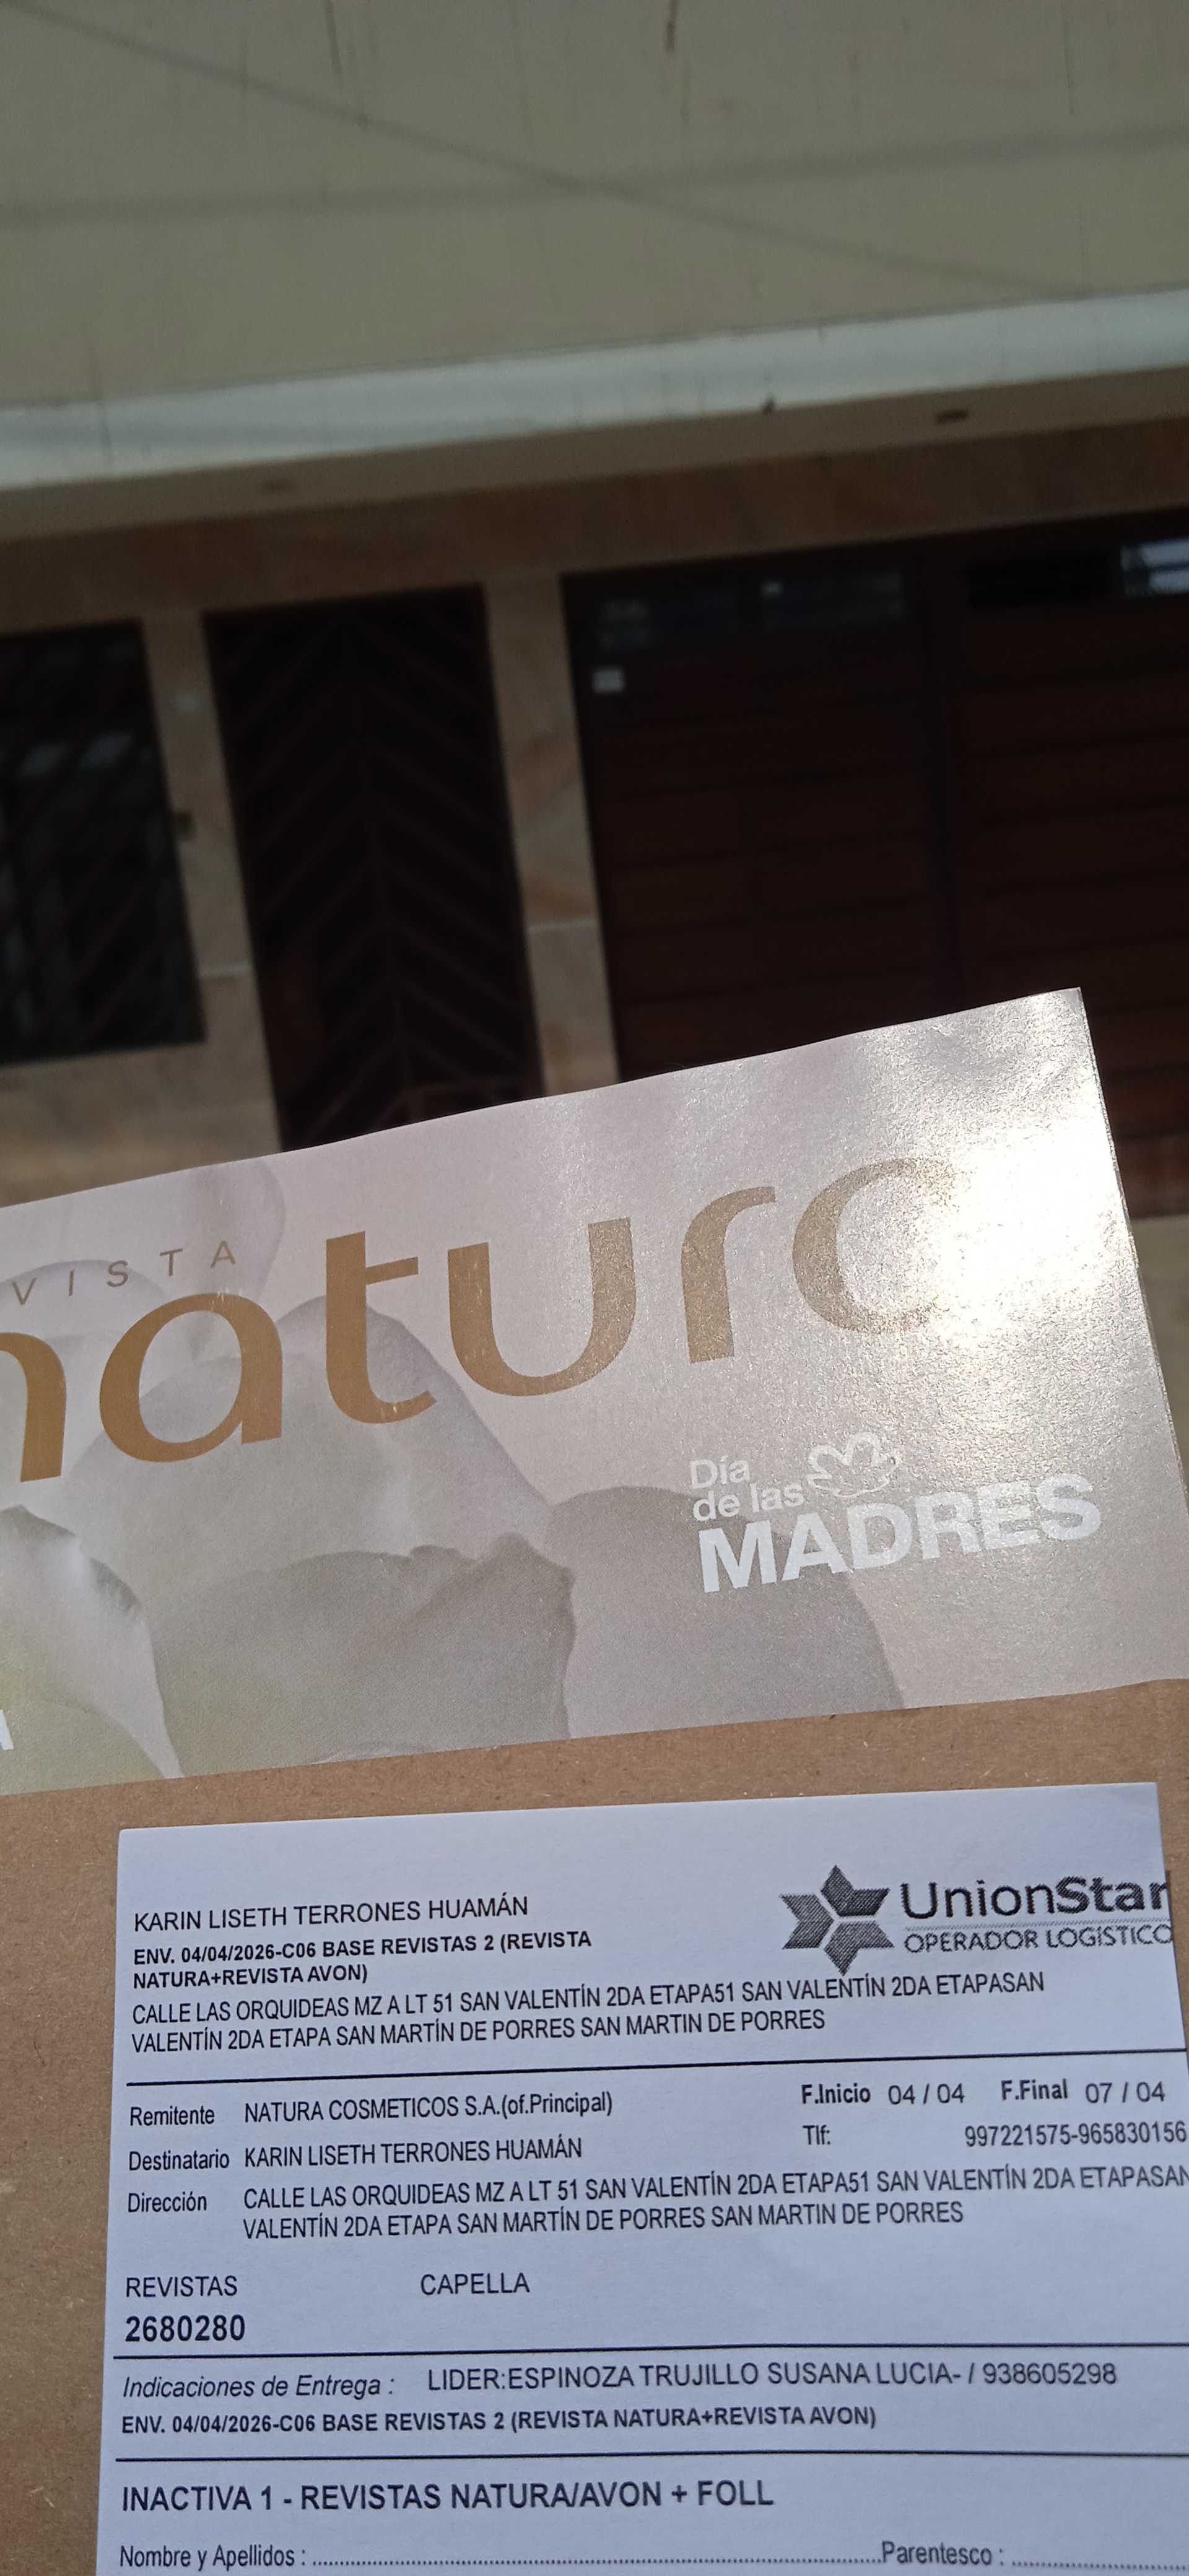 VISTA
natura
Día
de las
MADRES
UnionStar
OPERADOR LOGÍSTICO
KARIN LISETH TERRONES HUAMÁN
ENV. 04/04/2026-C06 BASE REVISTAS 2 (REVISTA
NATURA+REVISTA AVON)
CALLE LAS ORQUIDEAS MZ A LT 51 SAN VALENTÍN 2DA ETAPA51 SAN VALENTÍN 2DA ETAPASAN
VALENTÍN 2DA ETAPA SAN MARTÍN DE PORRES SAN MARTIN DE PORRES
Remitente NATURA COSMETICOS S.A.(of.Principal) F.Inicio 04 / 04 F.Final 07 / 04
Destinatario KARIN LISETH TERRONES HUAMÁN Tlf: 997221575-965830156
Dirección CALLE LAS ORQUIDEAS MZ A LT 51 SAN VALENTÍN 2DA ETAPA51 SAN VALENTÍN 2DA ETAPASAN
VALENTÍN 2DA ETAPA SAN MARTÍN DE PORRES SAN MARTIN DE PORRES
REVISTAS CAPELLA
2680280
Indicaciones de Entrega : LIDER:ESPINOZA TRUJILLO SUSANA LUCIA- / 938605298
ENV. 04/04/2026-C06 BASE REVISTAS 2 (REVISTA NATURA+REVISTA AVON)
INACTIVA 1 - REVISTAS NATURA/AVON + FOLL
Nombre y Apellidos : Parentesco :